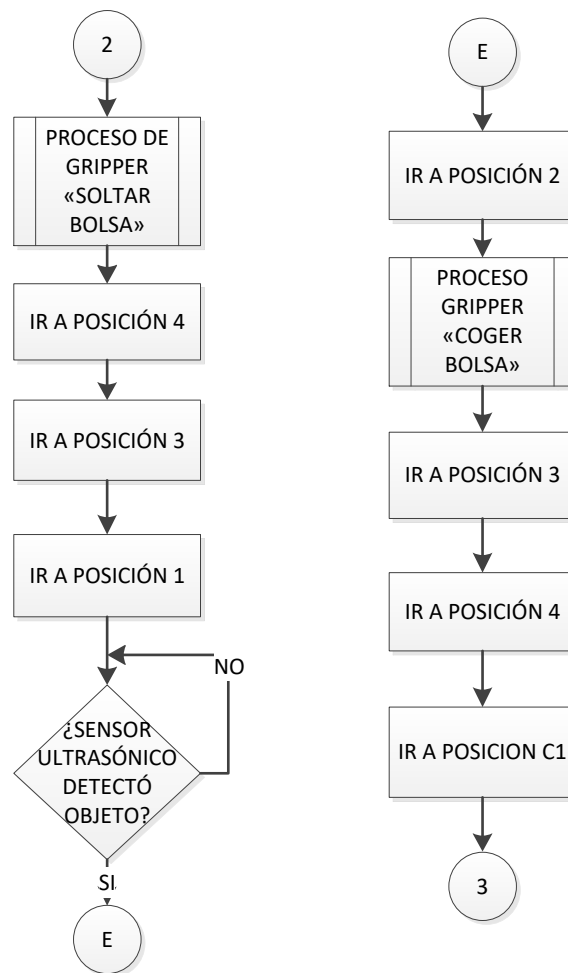 2
PROCESO DE
GRIPPER
«SOLTAR
BOLSA»
IR A POSICIÓN 4
IR A POSICIÓN 3
IR A POSICIÓN 1
NO
¿SENSOR
ULTRASÓNICO
DETECTÓ
OBJETO?
SI
E
E
IR A POSICIÓN 2
PROCESO
GRIPPER
«COGER
BOLSA»
IR A POSICIÓN 3
IR A POSICIÓN 4
IR A POSICION C1
3